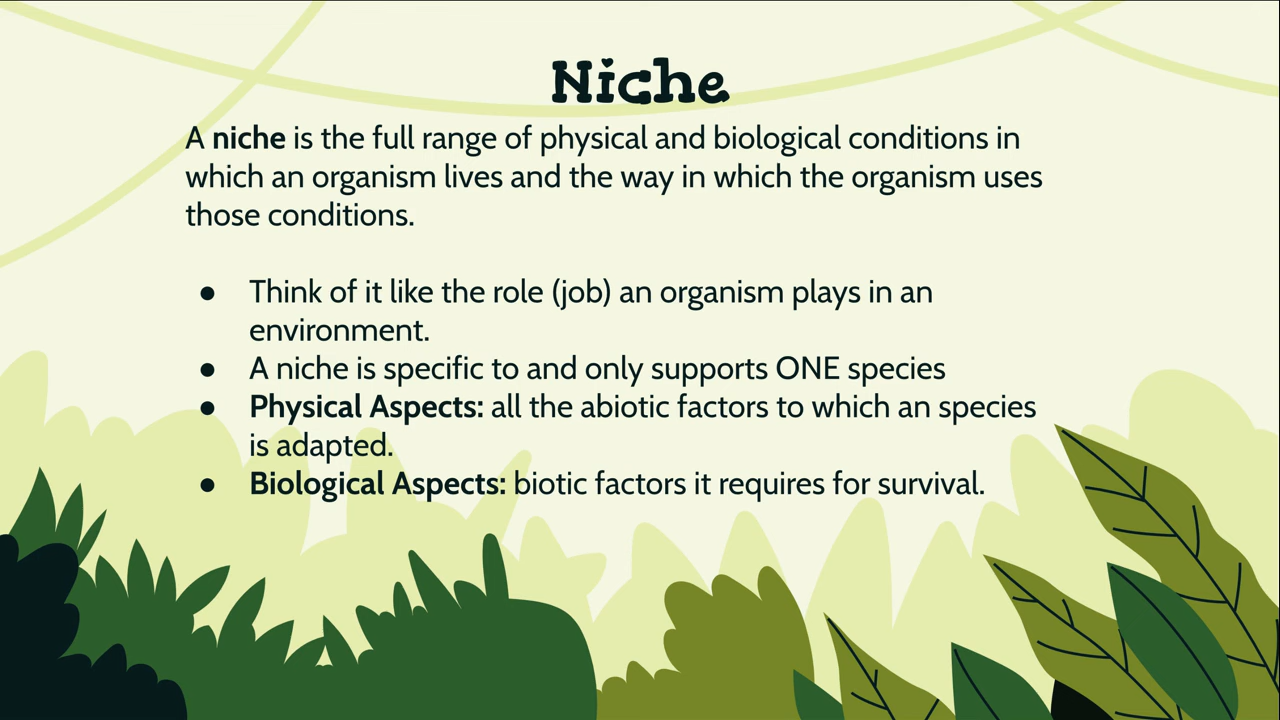 Niche
A niche is the full range of physical and biological conditions in
which an organism lives and the way in which the organism uses
those conditions.
● Think of it like the role (job) an organism plays in an
environment.
● A niche is specific to and only supports ONE species
● Physical Aspects: all the abiotic factors to which an species
is adapted.
● Biological Aspects: biotic factors it requires for survival.